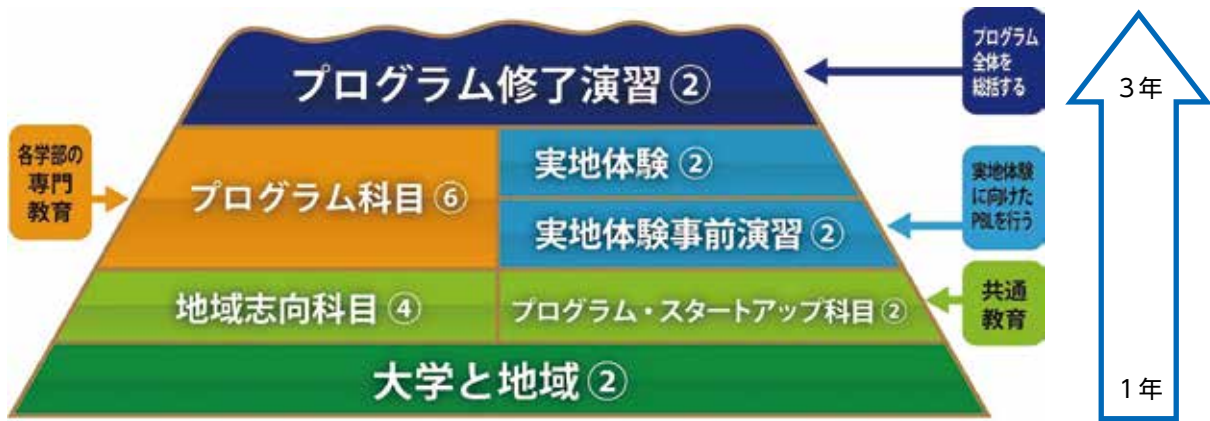 プログラム修了演習②
プログラム
全体を
総括する
3年
各学部の
専門
教育
プログラム科目⑥
実地体験②
実地体験事前演習②
実地体験
に向けた
PBLを行う
地域志向科目④
プログラム・スタートアップ科目②
共通
教育
大学と地域②
1年